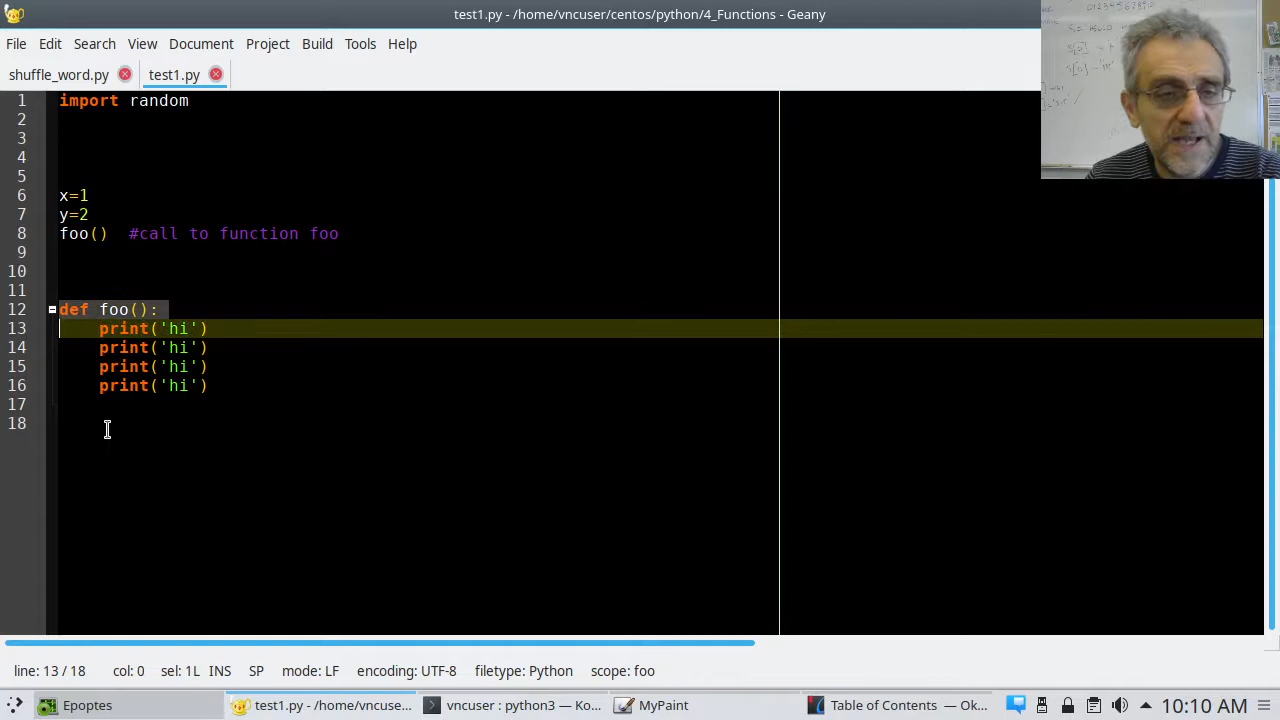 test1.py - /home/vncuser/centos/python/4_Functions - Geany
File Edit Search View Document Project Build Tools Help
shuffle_word.py test1.py
1 import random
2
3
4
5
6 x=1
7 y=2
8 foo()  #call to function foo
9
10
11
12 def foo():
13     print('hi')
14     print('hi')
15     print('hi')
16     print('hi')
17
18
line: 13 / 18 col: 0 sel: 1L INS SP mode: LF encoding: UTF-8 filetype: Python scope: foo
Epoptes test1.py - /home/vncuse... vncuser : python3 — Ko... MyPaint Table of Contents — Ok... 10:10 AM